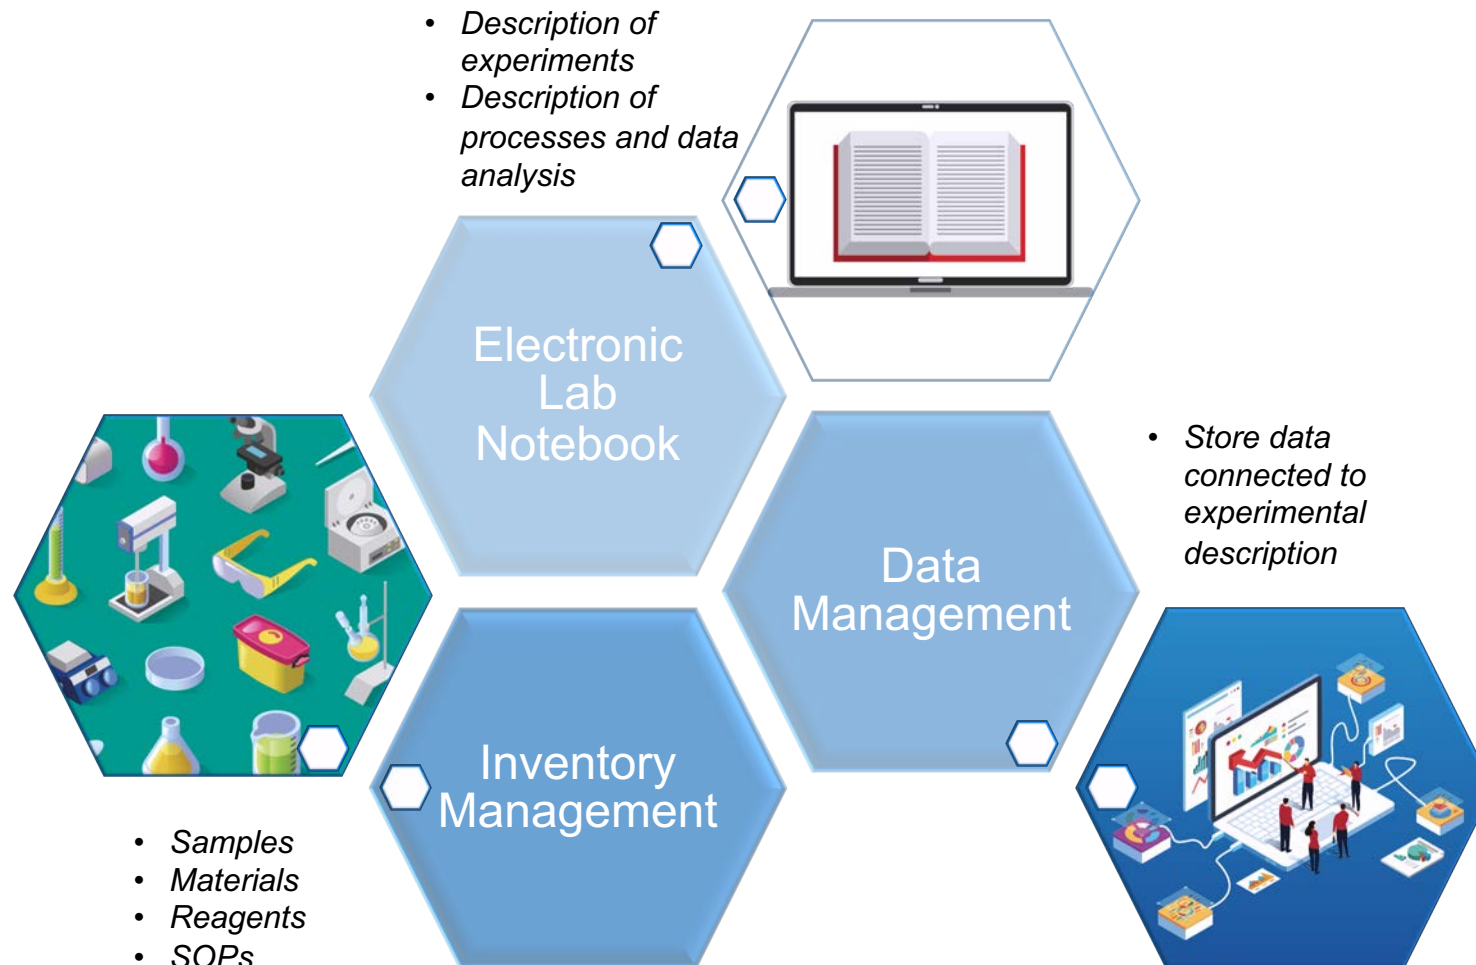 • Description of
experiments
• Description of
processes and data
analysis
Electronic
Lab
Notebook
• Store data
connected to
experimental
description
Data
Management
Inventory
Management
• Samples
• Materials
• Reagents
• SOPs